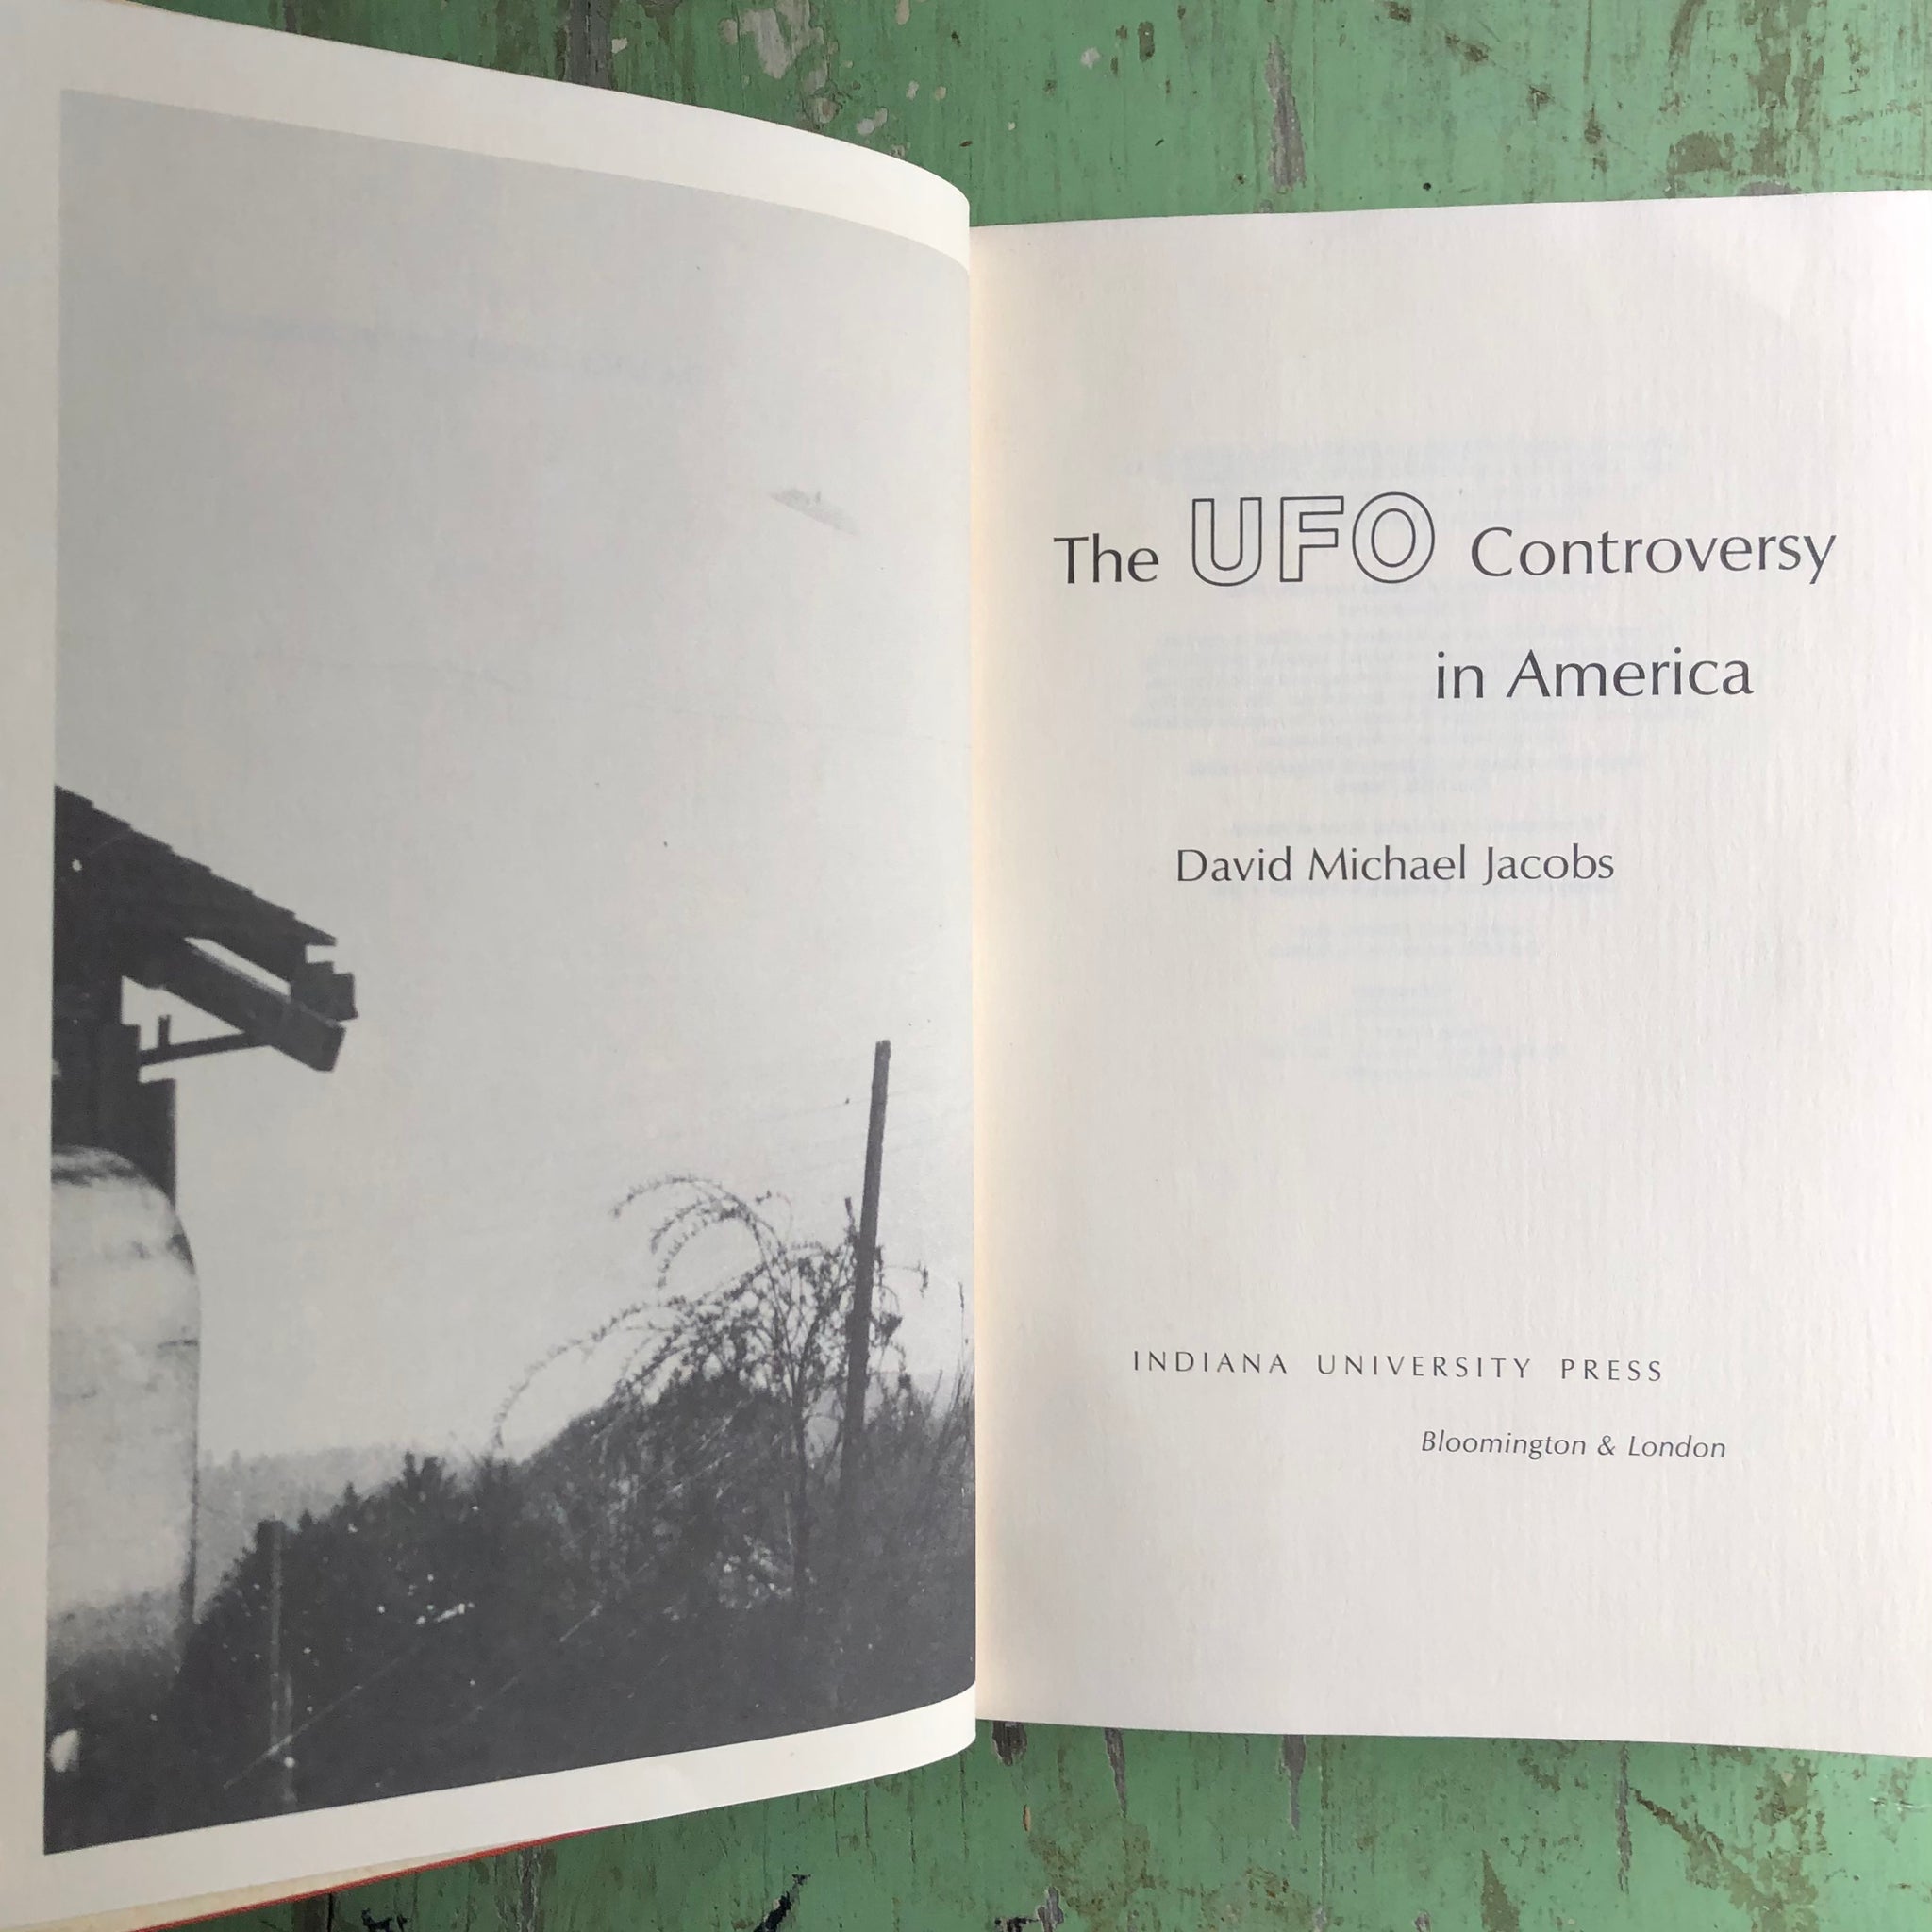 The UFO Controversy
in America
David Michael Jacobs
INDIANA UNIVERSITY PRESS
Bloomington & London